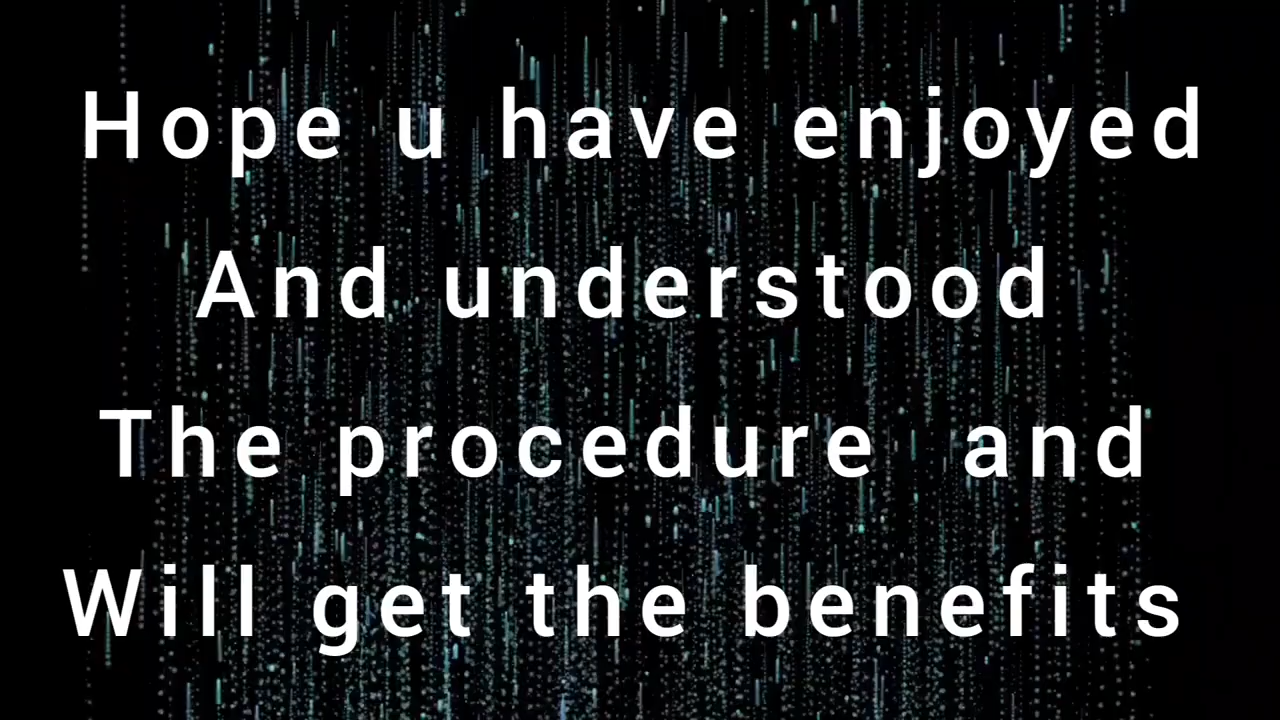 Hope u have enjoyed
And understood
The procedure and
Will get the benefits